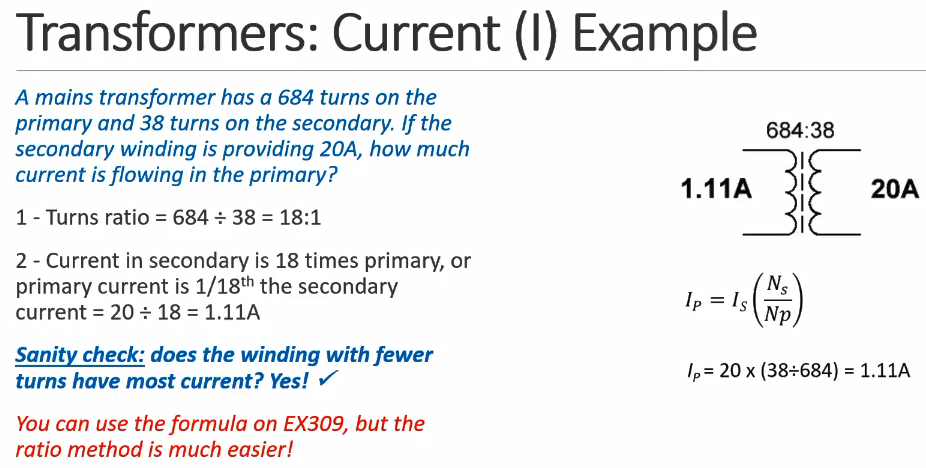 Transformers: Current (I) Example
A mains transformer has a 684 turns on the
primary and 38 turns on the secondary. If the
secondary winding is providing 20A, how much
current is flowing in the primary?
1 - Turns ratio = 684 ÷ 38 = 18:1
2 - Current in secondary is 18 times primary, or
primary current is 1/18th the secondary
current = 20 ÷ 18 = 1.11A
Sanity check: does the winding with fewer
turns have most current? Yes! ✓
You can use the formula on EX309, but the
ratio method is much easier!
684:38
1.11A 20A
I_P = I_S (N_s / Np)
I_P = 20 x (38÷684) = 1.11A